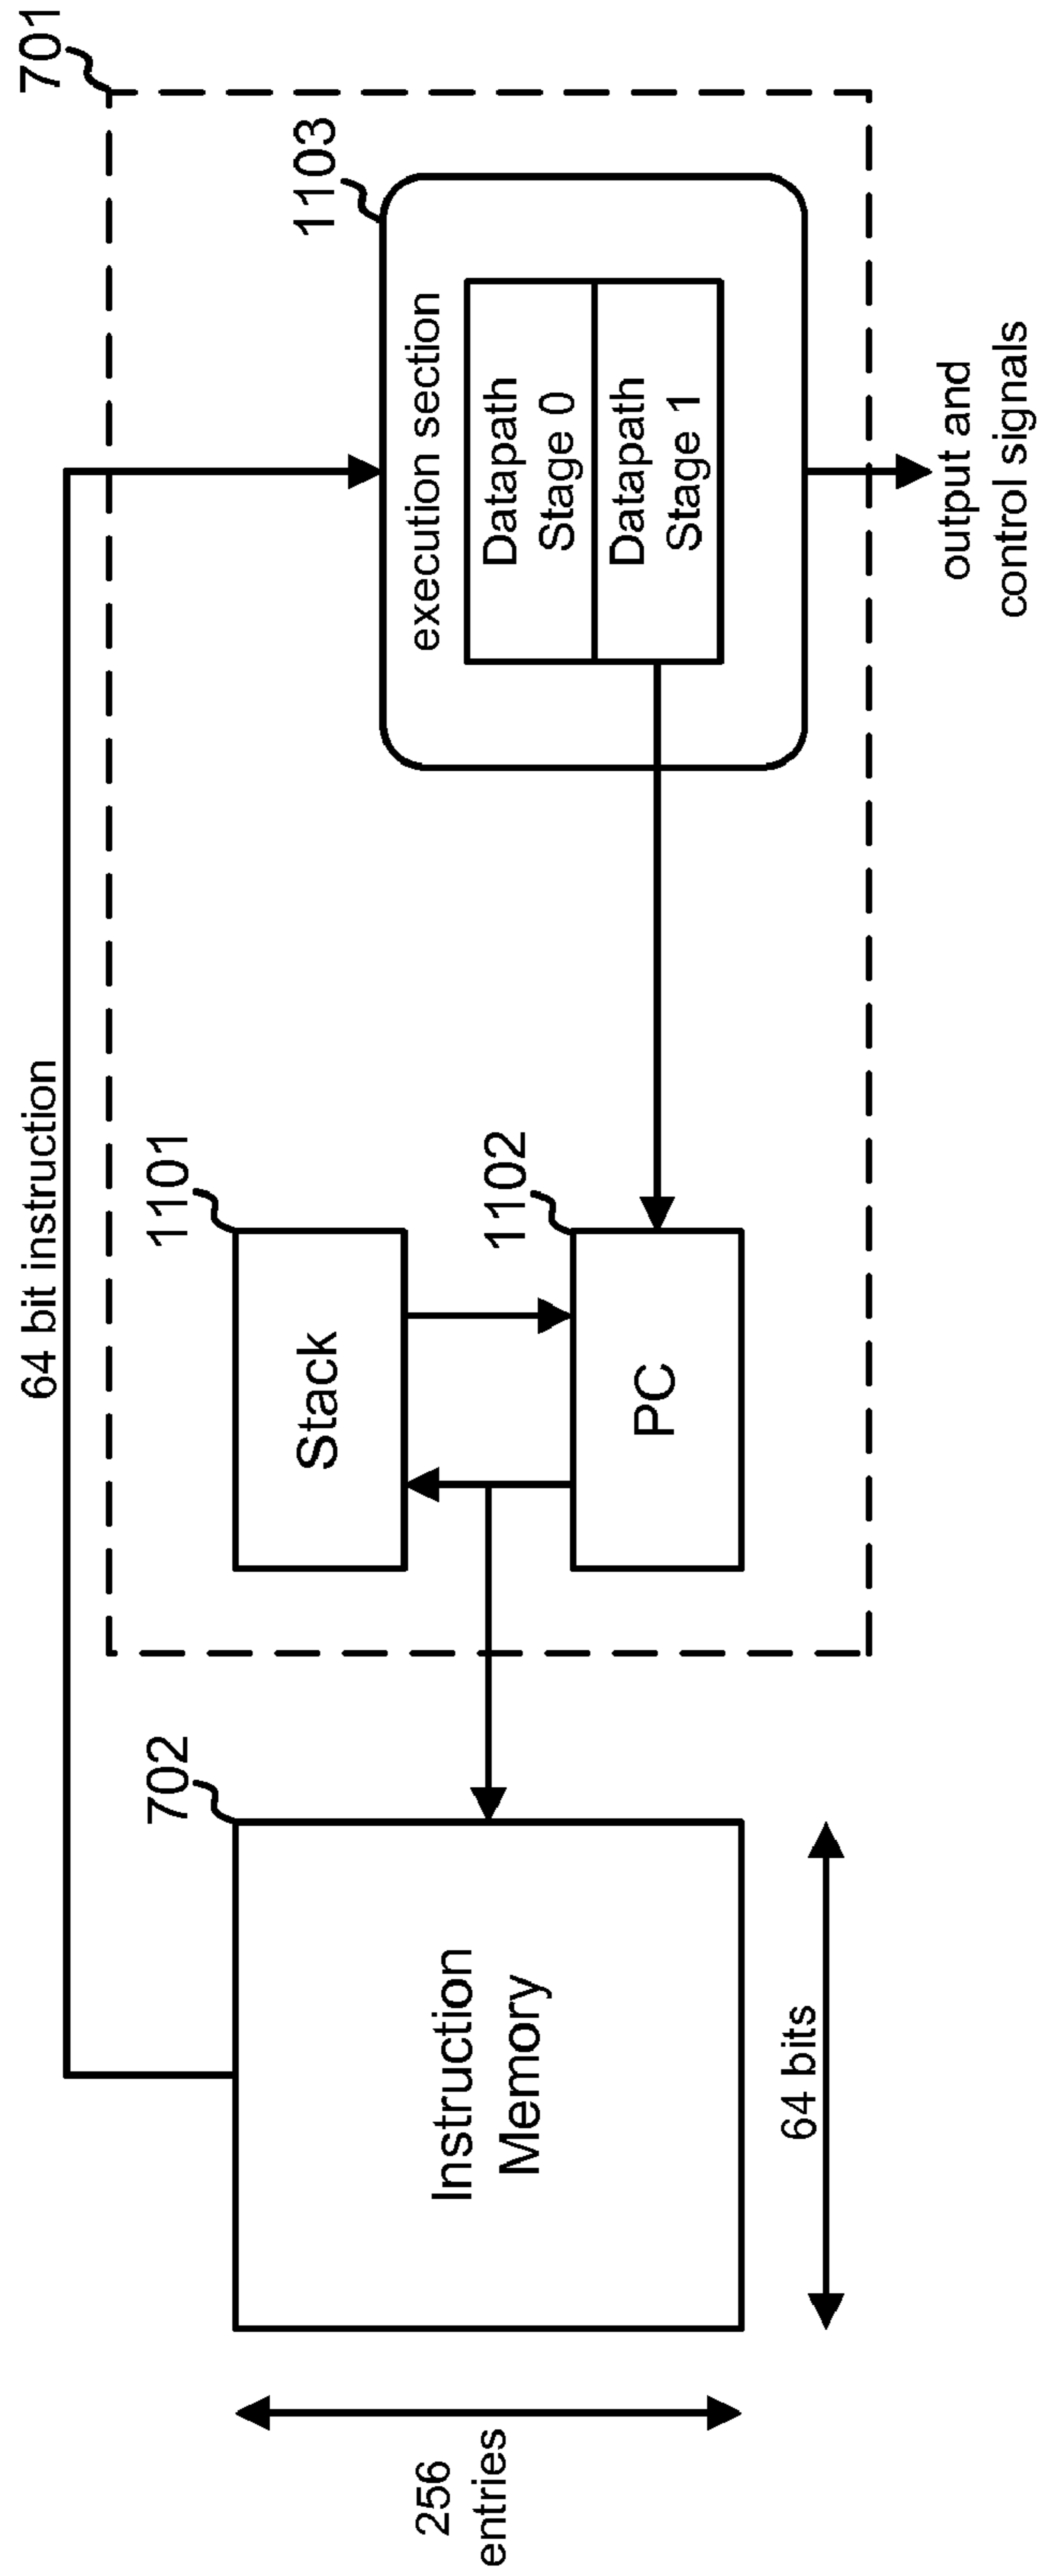 64 bit instruction
701
702
1101
1103
Instruction
Memory
Stack
1102
PC
execution section
Datapath
Stage 0
Datapath
Stage 1
256
entries
64 bits
output and
control signals